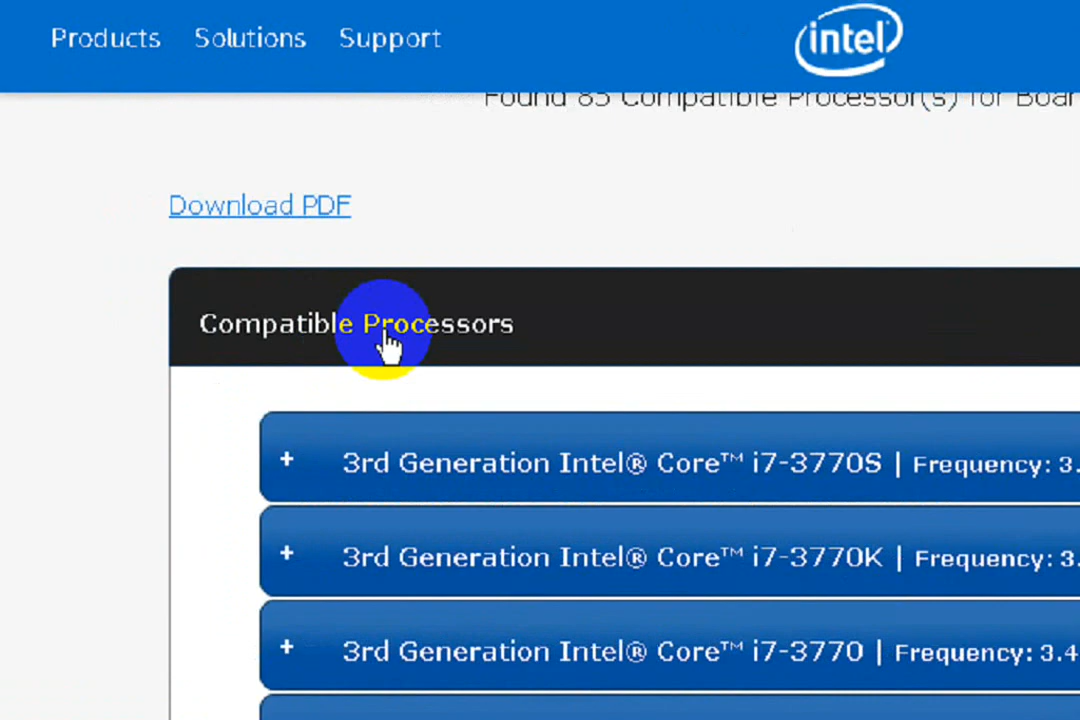 Products Solutions Support
intel
Found 85 Compatible Processor(s) for Boar
Download PDF
Compatible Processors
+ 3rd Generation Intel® Core™ i7-3770S | Frequency: 3.
+ 3rd Generation Intel® Core™ i7-3770K | Frequency: 3.
+ 3rd Generation Intel® Core™ i7-3770 | Frequency: 3.4